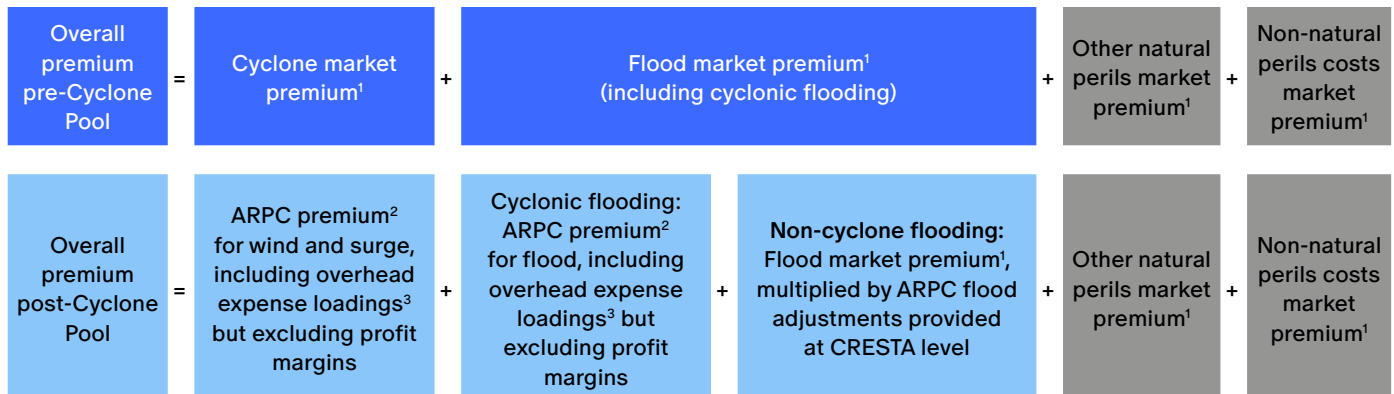 Overall
premium
pre-Cyclone
Pool
=
Cyclone market
premium¹
+
Flood market premium¹
(including cyclonic flooding)
+
Other natural
perils market
premium¹
+
Non-natural
perils costs
market
premium¹
Overall
premium
post-Cyclone
Pool
=
ARPC premium²
for wind and surge,
including overhead
expense loadings³
but excluding profit
margins
+
Cyclonic flooding:
ARPC premium²
for flood, including
overhead expense
loadings³ but
excluding profit
margins
+
Non-cyclone flooding:
Flood market premium¹,
multiplied by ARPC flood
adjustments provided
at CRESTA level
+
Other natural
perils market
premium¹
+
Non-natural
perils costs
market
premium¹